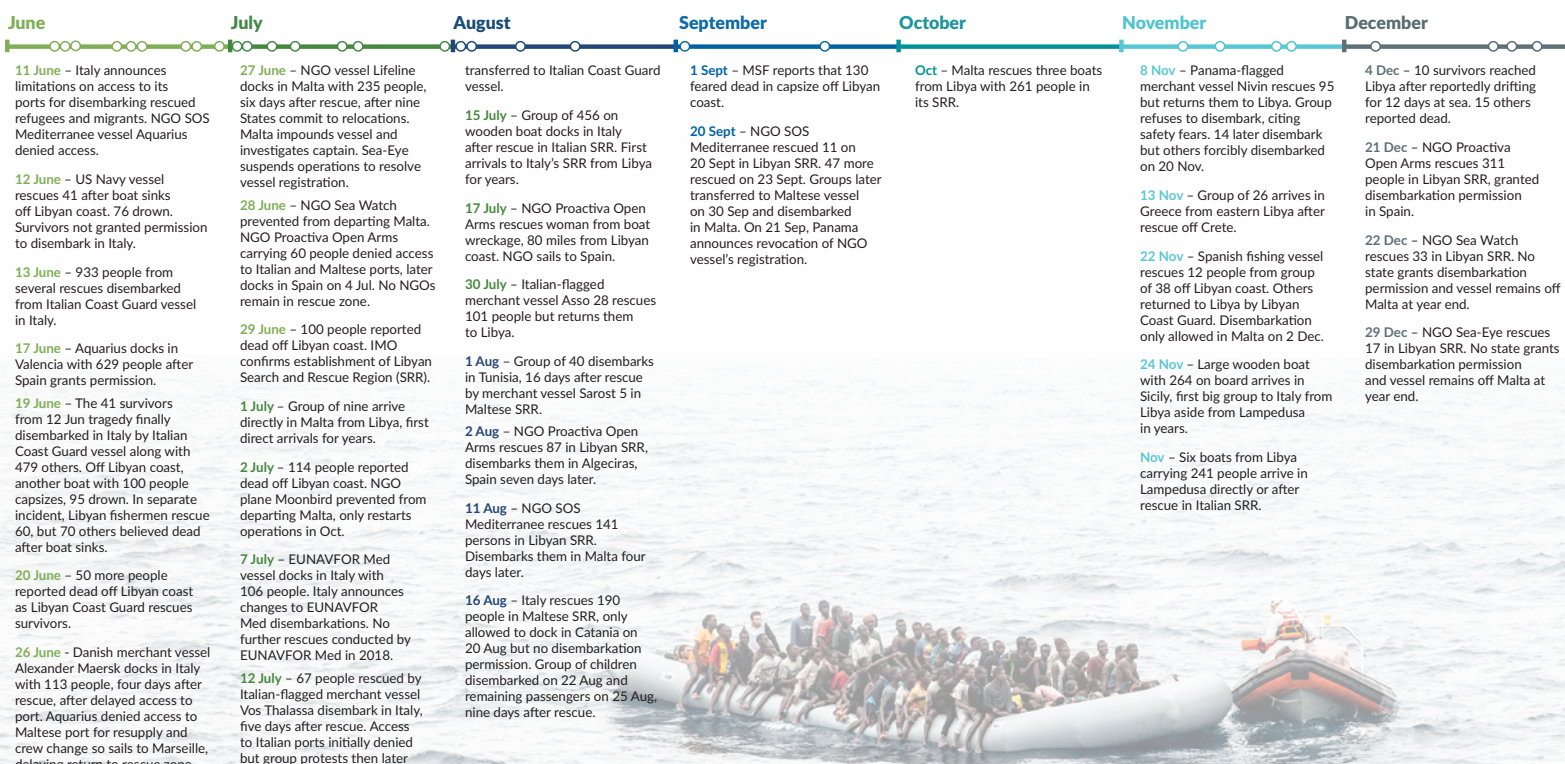 June
July
August
September
October
November
December
11 June – Italy announces
limitations on access to its
ports for disembarking rescued
refugees and migrants. NGO SOS
Mediterranee vessel Aquarius
denied access.
12 June – US Navy vessel
rescues 41 after boat sinks
off Libyan coast. 76 drown.
Survivors not granted permission
to disembark in Italy.
13 June – 933 people from
several rescues disembarked
from Italian Coast Guard vessel
in Italy.
17 June – Aquarius docks in
Valencia with 629 people after
Spain grants permission.
19 June – The 41 survivors
from 12 Jun tragedy finally
disembarked in Italy by Italian
Coast Guard vessel along with
479 others. Off Libyan coast,
another boat with 100 people
capsizes, 95 drown. In separate
incident, Libyan fishermen rescue
60, but 70 others believed dead
after boat sinks.
20 June – 50 more people
reported dead off Libyan coast
as Libyan Coast Guard rescues
survivors.
26 June - Danish merchant vessel
Alexander Maersk docks in Italy
with 113 people, four days after
rescue, after delayed access to
port. Aquarius denied access to
Maltese port for resupply and
crew change so sails to Marseille,
delaying return to rescue zone
27 June – NGO vessel Lifeline
docks in Malta with 235 people,
six days after rescue, after nine
States commit to relocations.
Malta impounds vessel and
investigates captain. Sea-Eye
suspends operations to resolve
vessel registration.
28 June – NGO Sea Watch
prevented from departing Malta.
NGO Proactiva Open Arms
carrying 60 people denied access
to Italian and Maltese ports, later
docks in Spain on 4 Jul. No NGOs
remain in rescue zone.
29 June – 100 people reported
dead off Libyan coast. IMO
confirms establishment of Libyan
Search and Rescue Region (SRR).
1 July – Group of nine arrive
directly in Malta from Libya, first
direct arrivals for years.
2 July – 114 people reported
dead off Libyan coast. NGO
plane Moonbird prevented from
departing Malta, only restarts
operations in Oct.
7 July – EUNAVFOR Med
vessel docks in Italy with
106 people. Italy announces
changes to EUNAVFOR
Med disembarkations. No
further rescues conducted by
EUNAVFOR Med in 2018.
12 July – 67 people rescued by
Italian-flagged merchant vessel
Vos Thalassa disembark in Italy,
five days after rescue. Access
to Italian ports initially denied
but group protests then later
transferred to Italian Coast Guard
vessel.
15 July – Group of 456 on
wooden boat docks in Italy
after rescue in Italian SRR. First
arrivals to Italy's SRR from Libya
for years.
17 July – NGO Proactiva Open
Arms rescues woman from boat
wreckage, 80 miles from Libyan
coast. NGO sails to Spain.
30 July – Italian-flagged
merchant vessel Asso 28 rescues
101 people but returns them
to Libya.
1 Aug – Group of 40 disembarks
in Tunisia, 16 days after rescue
by merchant vessel Sarost 5 in
Maltese SRR.
2 Aug – NGO Proactiva Open
Arms rescues 87 in Libyan SRR,
disembarks them in Algeciras,
Spain seven days later.
11 Aug – NGO SOS
Mediterranee rescues 141
persons in Libyan SRR.
Disembarks them in Malta four
days later.
16 Aug – Italy rescues 190
people in Maltese SRR, only
allowed to dock in Catania on
20 Aug but no disembarkation
permission. Group of children
disembarked on 22 Aug and
remaining passengers on 25 Aug,
nine days after rescue.
1 Sept – MSF reports that 130
feared dead in capsize off Libyan
coast.
20 Sept – NGO SOS
Mediterranee rescued 11 on
20 Sept in Libyan SRR. 47 more
rescued on 23 Sept. Groups later
transferred to Maltese vessel
on 30 Sep and disembarked
in Malta. On 21 Sep, Panama
announces revocation of NGO
vessel's registration.
Oct – Malta rescues three boats
from Libya with 261 people in
its SRR.
8 Nov – Panama-flagged
merchant vessel Nivin rescues 95
but returns them to Libya. Group
refuses to disembark, citing
safety fears. 14 later disembark
but others forcibly disembarked
on 20 Nov.
13 Nov – Group of 26 arrives in
Greece from eastern Libya after
rescue off Crete.
22 Nov – Spanish fishing vessel
rescues 12 people from group
of 38 off Libyan coast. Others
returned to Libya by Libyan
Coast Guard. Disembarkation
only allowed in Malta on 2 Dec.
24 Nov – Large wooden boat
with 264 on board arrives in
Sicily, first big group to Italy from
Libya aside from Lampedusa
in years.
Nov – Six boats from Libya
carrying 241 people arrive in
Lampedusa directly or after
rescue in Italian SRR.
4 Dec – 10 survivors reached
Libya after reportedly drifting
for 12 days at sea. 15 others
reported dead.
21 Dec – NGO Proactiva
Open Arms rescues 311
people in Libyan SRR, granted
disembarkation permission
in Spain.
22 Dec – NGO Sea Watch
rescues 33 in Libyan SRR. No
state grants disembarkation
permission and vessel remains off
Malta at year end.
29 Dec – NGO Sea-Eye rescues
17 in Libyan SRR. No state grants
disembarkation permission
and vessel remains off Malta at
year end.